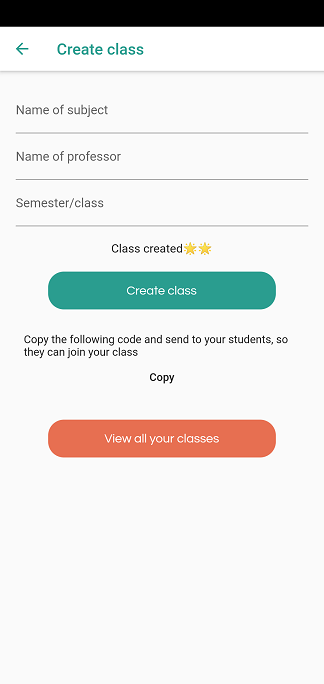 Create class
Name of subject
Name of professor
Semester/class
Class created🌟🌟
Create class
Copy the following code and send to your students, so
they can join your class
Copy
View all your classes